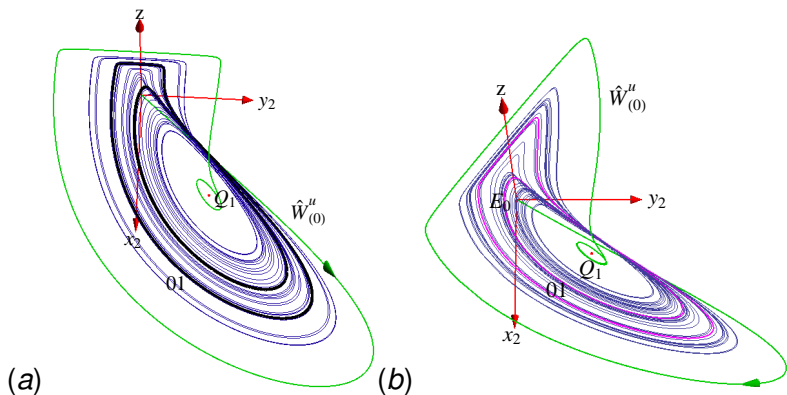 z
y₂
Ŵᵘ₍₀₎
Q₁
x₂
01
(a)
z
Ŵᵘ₍₀₎
E₀
y₂
Q₁
01
x₂
(b)